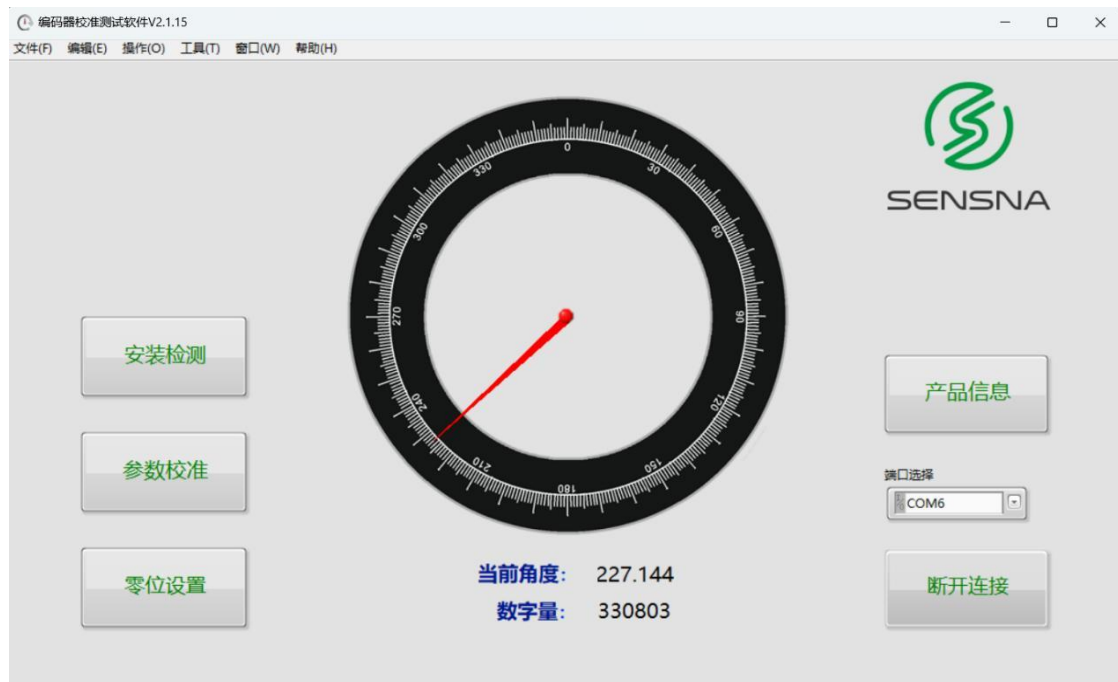 编码器校准测试软件V2.1.15
文件(F) 编辑(E) 操作(O) 工具(T) 窗口(W) 帮助(H)
SENSNA
0
30
60
90
120
150
180
210
240
270
300
330
安装检测
参数校准
零位设置
当前角度: 227.144
数字量: 330803
产品信息
端口选择
COM6
断开连接